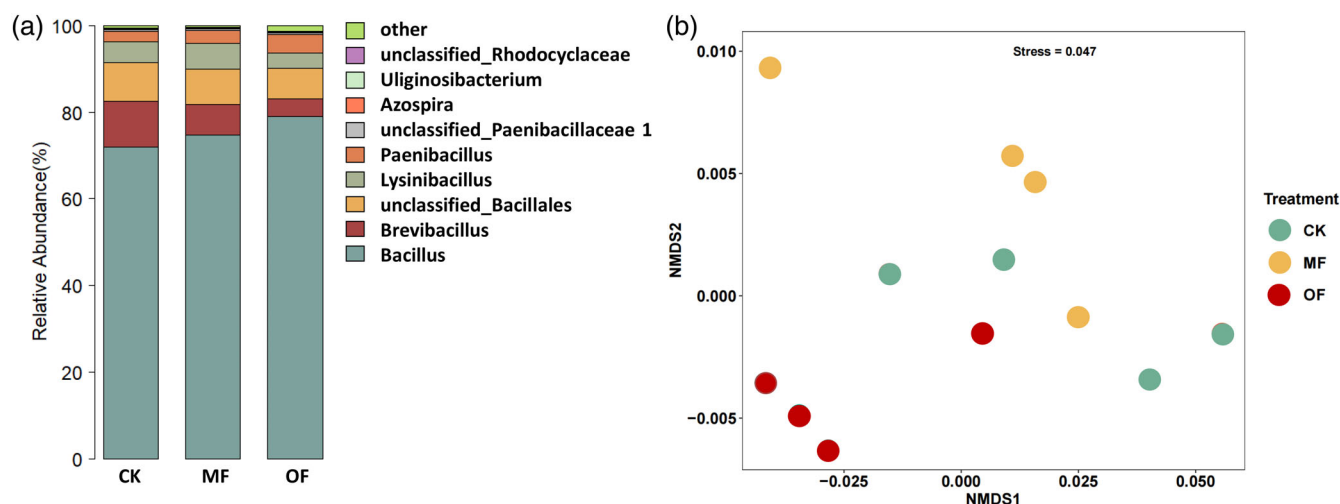 (a)
Relative Abundance(%)
100
80
60
40
20
0
CK MF OF
other
unclassified_Rhodocyclaceae
Uliginosibacterium
Azospira
unclassified_Paenibacillaceae 1
Paenibacillus
Lysinibacillus
unclassified_Bacillales
Brevibacillus
Bacillus
(b)
Stress = 0.047
NMDS2
0.010
0.005
0.000
−0.005
−0.025 0.000 0.025 0.050
NMDS1
Treatment
CK
MF
OF